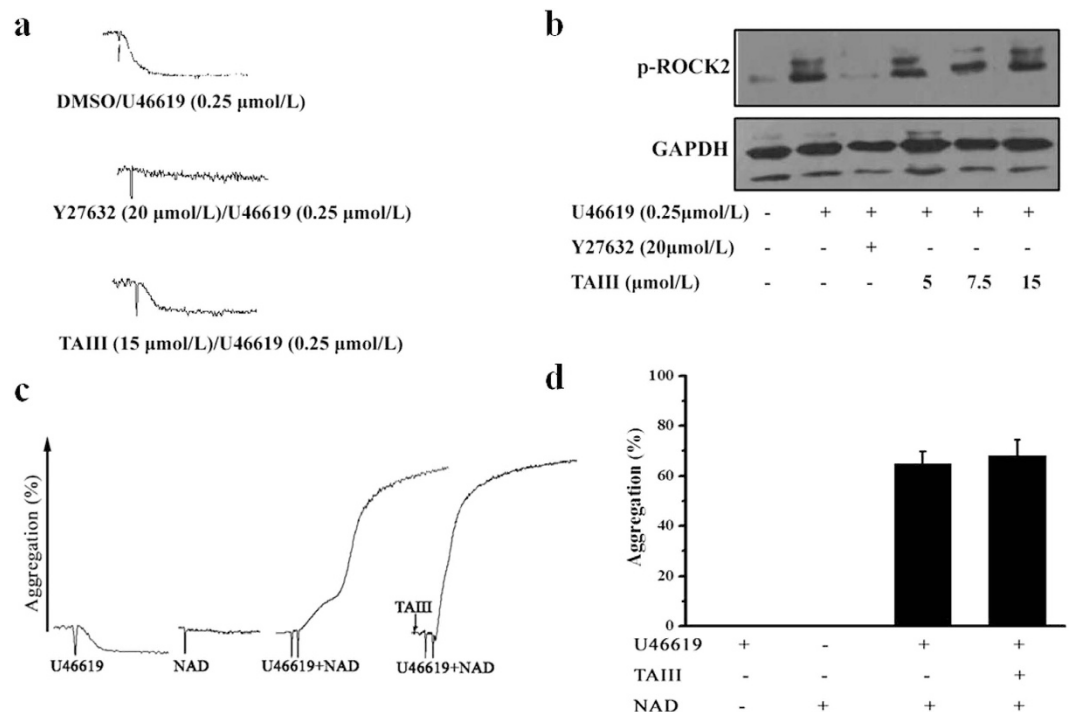 a
DMSO/U46619 (0.25 μmol/L)
Y27632 (20 μmol/L)/U46619 (0.25 μmol/L)
TAIII (15 μmol/L)/U46619 (0.25 μmol/L)
b
p-ROCK2
GAPDH
U46619 (0.25μmol/L) - + + + + +
Y27632 (20μmol/L) - - + - - -
TAIII (μmol/L) - - - 5 7.5 15
c
Aggregation (%)
TAIII
U46619 NAD U46619+NAD U46619+NAD
d
Aggregation (%)
100
80
60
40
20
0
U46619 + - + +
TAIII - - - +
NAD - + + +